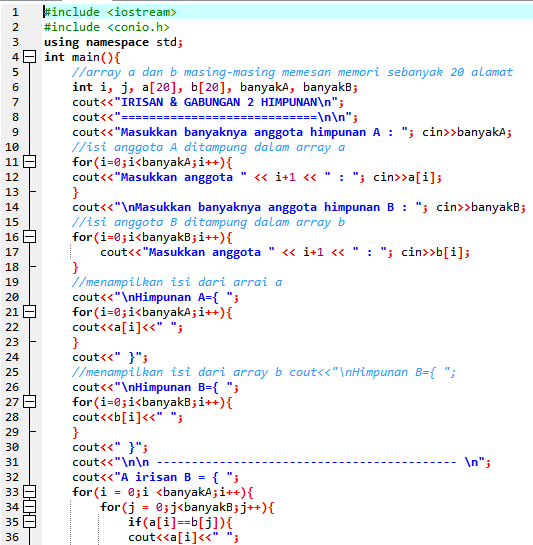 1 #include <iostream>
2 #include <conio.h>
3 using namespace std;
4 int main(){
5 //array a dan b masing-masing memesan memori sebanyak 20 alamat
6 int i, j, a[20], b[20], banyakA, banyakB;
7 cout<<"IRISAN & GABUNGAN 2 HIMPUNAN\n";
8 cout<<"============================\n\n";
9 cout<<"Masukkan banyaknya anggota himpunan A : "; cin>>banyakA;
10 //isi anggota A ditampung dalam array a
11 for(i=0;i<banyakA;i++){
12 cout<<"Masukkan anggota " << i+1 << " : "; cin>>a[i];
13 }
14 cout<<"\nMasukkan banyaknya anggota himpunan B : "; cin>>banyakB;
15 //isi anggota B ditampung dalam array b
16 for(i=0;i<banyakB;i++){
17 cout<<"Masukkan anggota " << i+1 << " : "; cin>>b[i];
18 }
19 //menampilkan isi dari arrai a
20 cout<<"\nHimpunan A={ ";
21 for(i=0;i<banyakA;i++){
22 cout<<a[i]<<" ";
23 }
24 cout<<" }";
25 //menampilkan isi dari array b cout<<"\nHimpunan B={ ";
26 cout<<"\nHimpunan B={ ";
27 for(i=0;i<banyakB;i++){
28 cout<<b[i]<<" ";
29 }
30 cout<<" }";
31 cout<<"\n\n ------------------------------------------- \n";
32 cout<<"A irisan B = { ";
33 for(i = 0;i <banyakA;i++){
34 for(j = 0;j<banyakB;j++){
35 if(a[i]==b[j]){
36 cout<<a[i]<<" ";